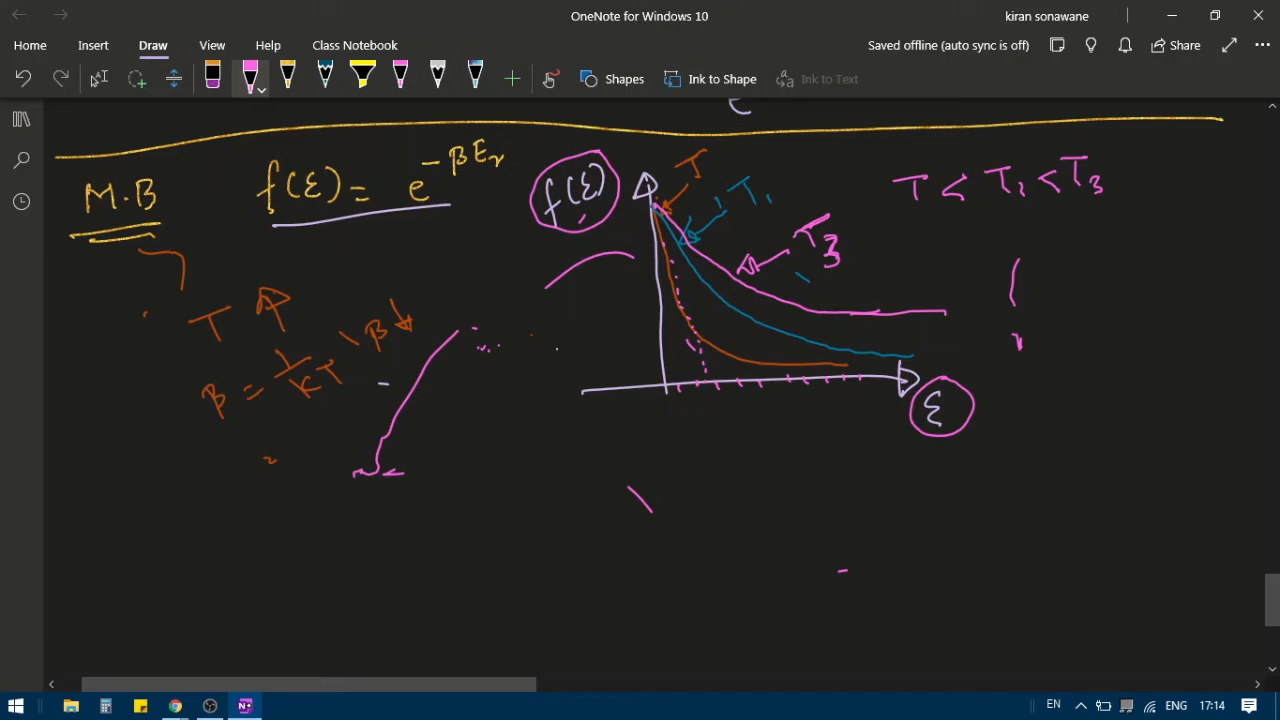 OneNote for Windows 10
kiran sonawane
Home Insert Draw View Help Class Notebook
Saved offline (auto sync is off)
Share
Shapes
Ink to Shape
Ink to Text
M.B
f(ε) = e^-βEr
f(ε)
T
T1
T3
T < T2 < T3
T ↑
β ↓
β = 1/KT
ε
EN
ENG
17:14